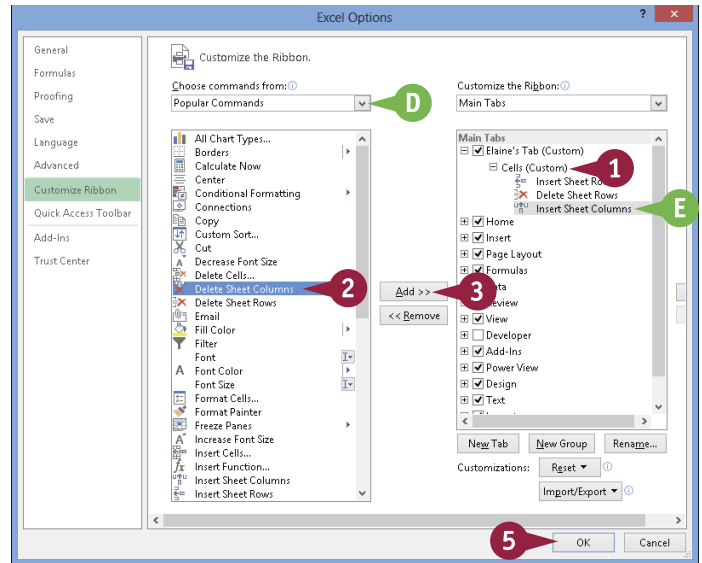 Excel Options
? ×
General
Formulas
Proofing
Save
Language
Advanced
Customize Ribbon
Quick Access Toolbar
Add-Ins
Trust Center
Customize the Ribbon.
Choose commands from:
Popular Commands
D
All Chart Types...
Borders
Calculate Now
Center
Conditional Formatting
Connections
Copy
Custom Sort...
Cut
Decrease Font Size
Delete Cells...
Delete Sheet Columns
2
Delete Sheet Rows
Email
Fill Color
Filter
Font
Font Color
Font Size
Format Cells...
Format Painter
Freeze Panes
Increase Font Size
Insert Cells...
Insert Function...
Insert Sheet Columns
Insert Sheet Rows
Add >>
3
<< Remove
Customize the Ribbon:
Main Tabs
Main Tabs
Elaine's Tab (Custom)
Cells (Custom)
1
Insert Sheet
Delete Sheet Rows
Insert Sheet Columns
E
Home
Insert
Page Layout
Formulas
View
Developer
Add-Ins
Power View
Design
Text
New Tab
New Group
Rename...
Customizations:
Reset
Import/Export
5
OK
Cancel